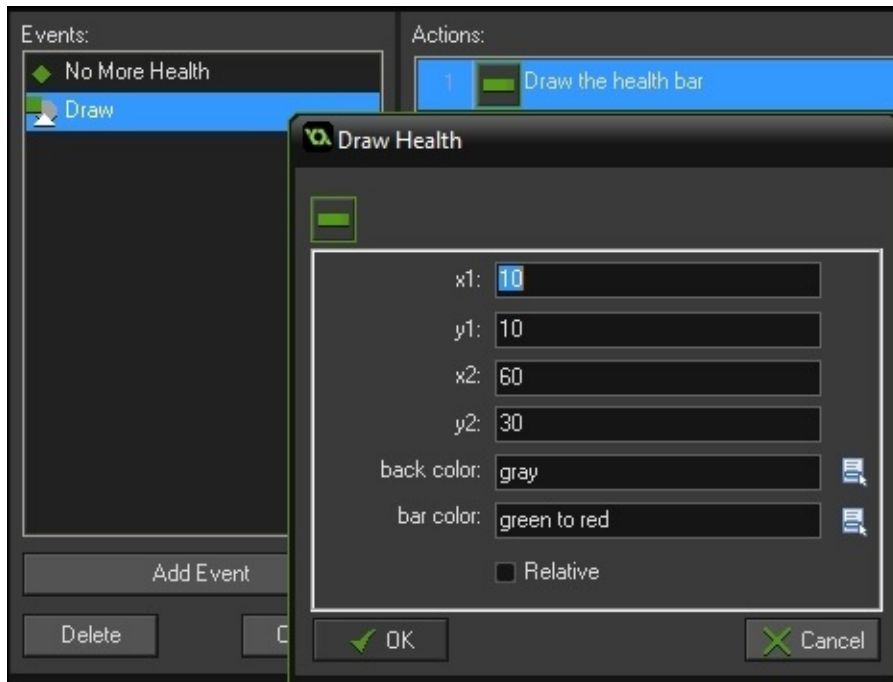 Events:
Actions:
No More Health
1 Draw the health bar
Draw
Draw Health
x1: 10
y1: 10
x2: 60
y2: 30
back color: gray
bar color: green to red
Relative
Add Event
Delete
C
OK
Cancel